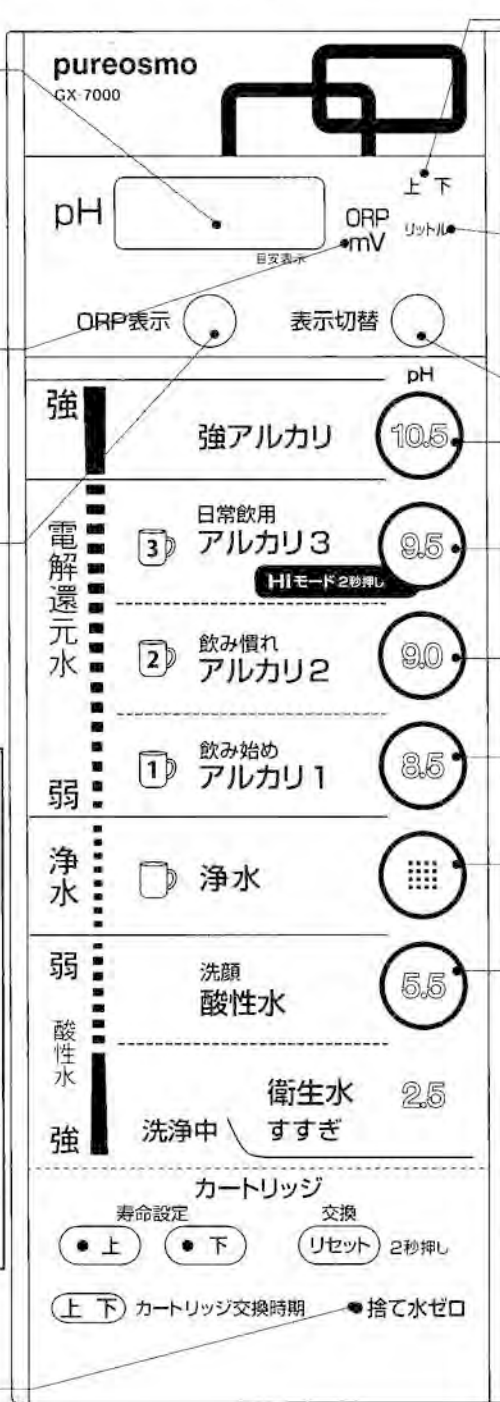 pureosmo
GX-7000
上 下
pH
ORP
mV
リットル
目安表示
ORP表示
表示切替
pH
強
強アルカリ
10.5
電解還元水
日常飲用
3
アルカリ3
9.5
HIモード 2秒押し
飲み慣れ
2
アルカリ2
9.0
飲み始め
1
アルカリ1
8.5
弱
浄水
浄水
弱
洗顔
酸性水
5.5
酸性水
衛生水
2.5
強
洗浄中
すすぎ
カートリッジ
寿命設定
交換
上
下
リセット
2秒押し
上 下
カートリッジ交換時期
捨て水ゼロ